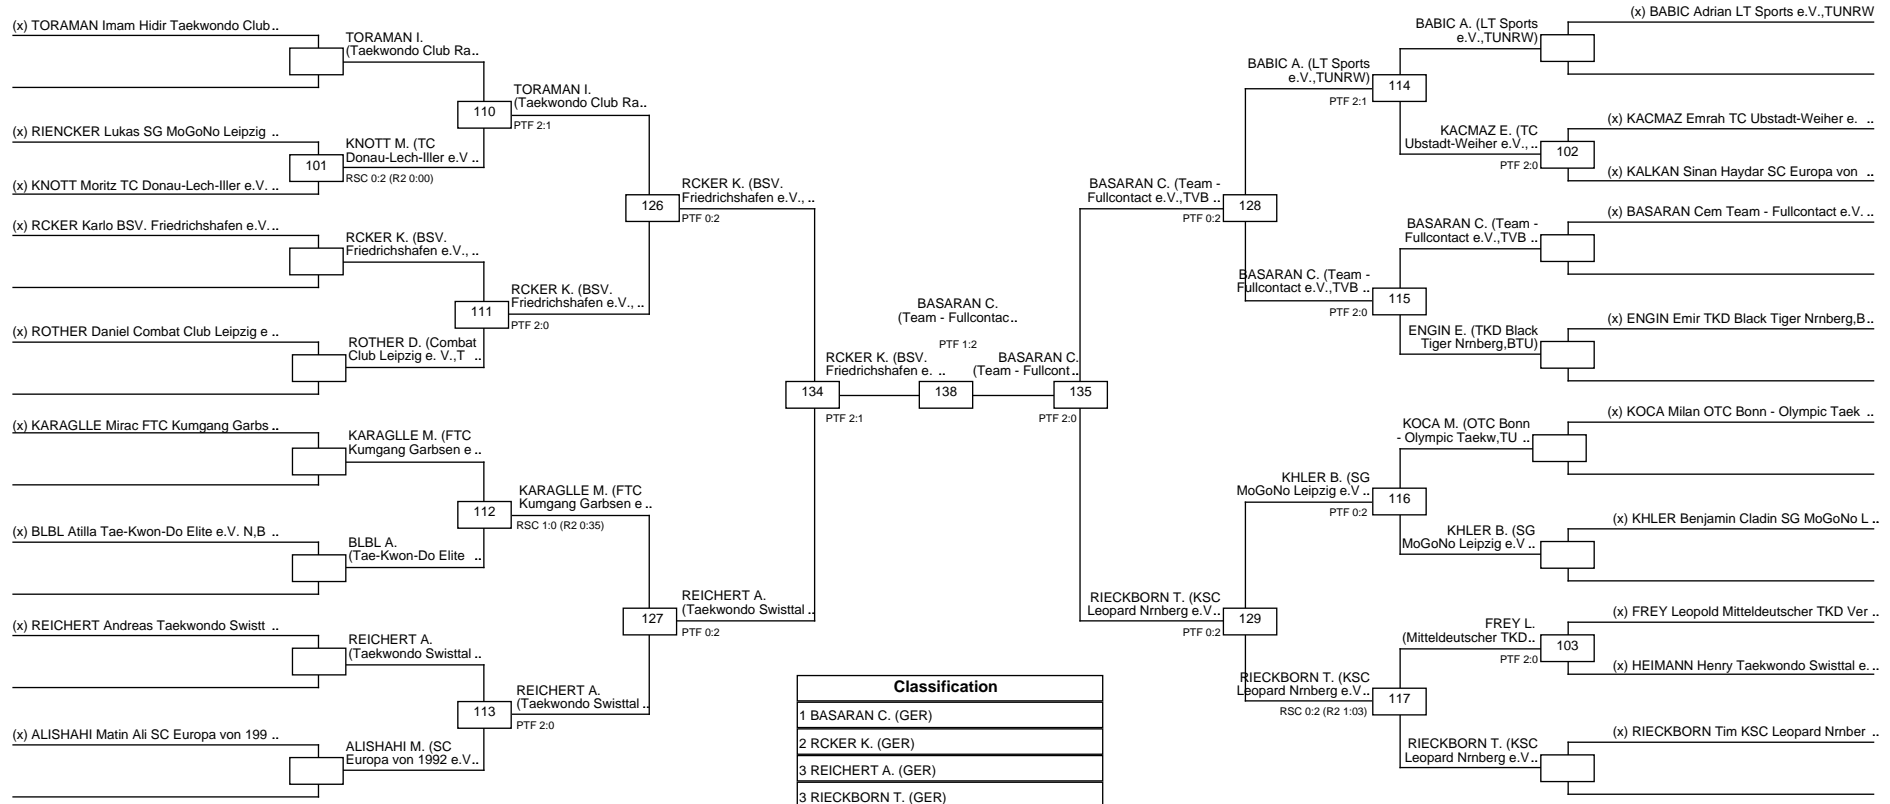 (x) TORAMAN Imam Hidir Taekwondo Club..
TORAMAN I.
(Taekwondo Club Ra..
TORAMAN I.
(Taekwondo Club Ra..
110
PTF 2:1
(x) RIENCKER Lukas SG MoGoNo Leipzig ..
KNOTT M. (TC
Donau-Lech-Iller e.V ..
101
RSC 0:2 (R2 0:00)
(x) KNOTT Moritz TC Donau-Lech-Iller e.V. ..
RCKER K. (BSV.
Friedrichshafen e.V., ..
126
PTF 0:2
(x) RCKER Karlo BSV. Friedrichshafen e.V...
RCKER K. (BSV.
Friedrichshafen e.V., ..
RCKER K. (BSV.
Friedrichshafen e.V., ..
111
PTF 2:0
(x) ROTHER Daniel Combat Club Leipzig e ..
ROTHER D. (Combat
Club Leipzig e. V.,T ..
RCKER K. (BSV.
Friedrichshafen e. ..
134
PTF 2:1
(x) KARAGLLE Mirac FTC Kumgang Garbs ..
KARAGLLE M. (FTC
Kumgang Garbsen e ..
KARAGLLE M. (FTC
Kumgang Garbsen e ..
112
RSC 1:0 (R2 0:35)
(x) BLBL Atilla Tae-Kwon-Do Elite e.V. N,B ..
BLBL A.
(Tae-Kwon-Do Elite ..
REICHERT A.
(Taekwondo Swisttal ..
127
PTF 0:2
(x) REICHERT Andreas Taekwondo Swistt ..
REICHERT A.
(Taekwondo Swisttal ..
REICHERT A.
(Taekwondo Swisttal ..
113
PTF 2:0
(x) ALISHAHI Matin Ali SC Europa von 199 ..
ALISHAHI M. (SC
Europa von 1992 e.V...
BASARAN C.
(Team - Fullcontac..
PTF 1:2
138
BASARAN C.
(Team - Fullcont..
135
PTF 2:0
(x) BABIC Adrian LT Sports e.V.,TUNRW
BABIC A. (LT Sports
e.V.,TUNRW)
BABIC A. (LT Sports
e.V.,TUNRW)
114
PTF 2:1
(x) KACMAZ Emrah TC Ubstadt-Weiher e. ..
KACMAZ E. (TC
Ubstadt-Weiher e.V., ..
102
PTF 2:0
(x) KALKAN Sinan Haydar SC Europa von ..
BASARAN C. (Team -
Fullcontact e.V.,TVB ..
128
PTF 0:2
(x) BASARAN Cem Team - Fullcontact e.V. ..
BASARAN C. (Team -
Fullcontact e.V.,TVB ..
BASARAN C. (Team -
Fullcontact e.V.,TVB ..
115
PTF 2:0
(x) ENGIN Emir TKD Black Tiger Nrnberg,B..
ENGIN E. (TKD Black
Tiger Nrnberg,BTU)
(x) KOCA Milan OTC Bonn - Olympic Taek ..
KOCA M. (OTC Bonn
- Olympic Taekw,TU ..
KHLER B. (SG
MoGoNo Leipzig e.V ..
116
PTF 0:2
(x) KHLER Benjamin Cladin SG MoGoNo L ..
KHLER B. (SG
MoGoNo Leipzig e.V ..
RIECKBORN T. (KSC
Leopard Nrnberg e.V...
129
PTF 0:2
(x) FREY Leopold Mitteldeutscher TKD Ver ..
FREY L.
(Mitteldeutscher TKD..
103
PTF 2:0
(x) HEIMANN Henry Taekwondo Swisttal e. ..
RIECKBORN T. (KSC
Leopard Nrnberg e.V...
117
RSC 0:2 (R2 1:03)
(x) RIECKBORN Tim KSC Leopard Nrnber ..
RIECKBORN T. (KSC
Leopard Nrnberg e.V...
Classification
1 BASARAN C. (GER)
2 RCKER K. (GER)
3 REICHERT A. (GER)
3 RIECKBORN T. (GER)